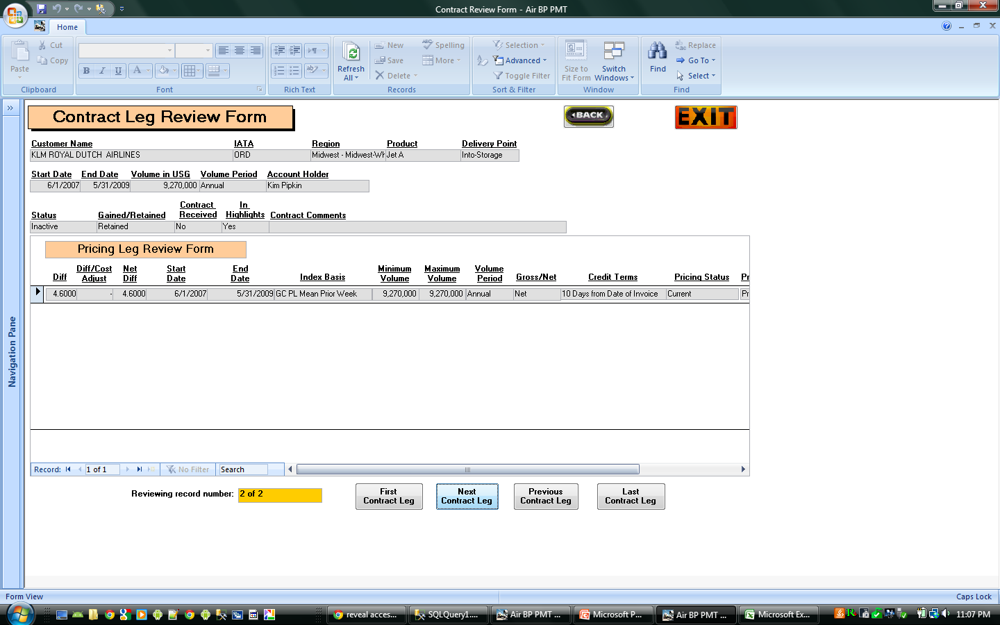 Contract Review Form - Air BP PMT
Home
Cut
Copy
Paste
Clipboard
B I U A
Font
Rich Text
Refresh All
New
Save
Delete
Spelling
More
Records
Selection
Advanced
Toggle Filter
Sort & Filter
Size to Fit Form
Switch Windows
Window
Find
Replace
Go To
Select
Find
Navigation Pane
Contract Leg Review Form
BACK
EXIT
Customer Name IATA Region Product Delivery Point
KLM ROYAL DUTCH AIRLINES ORD Midwest - Midwest-Wh Jet A Into-Storage
Start Date End Date Volume in USG Volume Period Account Holder
6/1/2007 5/31/2009 9,270,000 Annual Kim Pipkin
Status Gained/Retained Contract Received In Highlights Contract Comments
Inactive Retained No Yes
Pricing Leg Review Form
Diff Diff/Cost Adjust Net Diff Start Date End Date Index Basis Minimum Volume Maximum Volume Volume Period Gross/Net Credit Terms Pricing Status Pr
4.6000 - 4.6000 6/1/2007 5/31/2009 GC PL Mean Prior Week 9,270,000 9,270,000 Annual Net 10 Days from Date of Invoice Current Pr
Record: 1 of 1 No Filter Search
Reviewing record number: 2 of 2
First Contract Leg
Next Contract Leg
Previous Contract Leg
Last Contract Leg
Form View
Caps Lock
reveal acces...
SQLQuery1....
Air BP PMT ...
Microsoft P...
Air BP PMT ...
Microsoft Ex...
11:07 PM